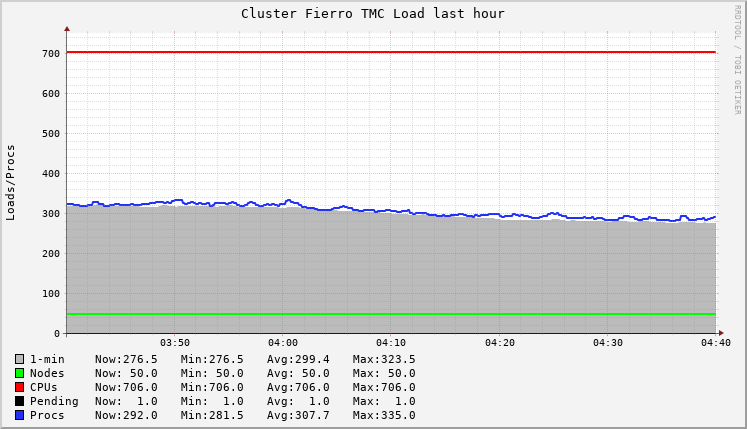 Cluster Fierro TMC Load last hour
RRDTOOL / TOBI OETIKER
Loads/Procs
700
600
500
400
300
200
100
0
03:50 04:00 04:10 04:20 04:30 04:40
1-min Now:276.5 Min:276.5 Avg:299.4 Max:323.5
Nodes Now: 50.0 Min: 50.0 Avg: 50.0 Max: 50.0
CPUs Now:706.0 Min:706.0 Avg:706.0 Max:706.0
Pending Now: 1.0 Min: 1.0 Avg: 1.0 Max: 1.0
Procs Now:292.0 Min:281.5 Avg:307.7 Max:335.0